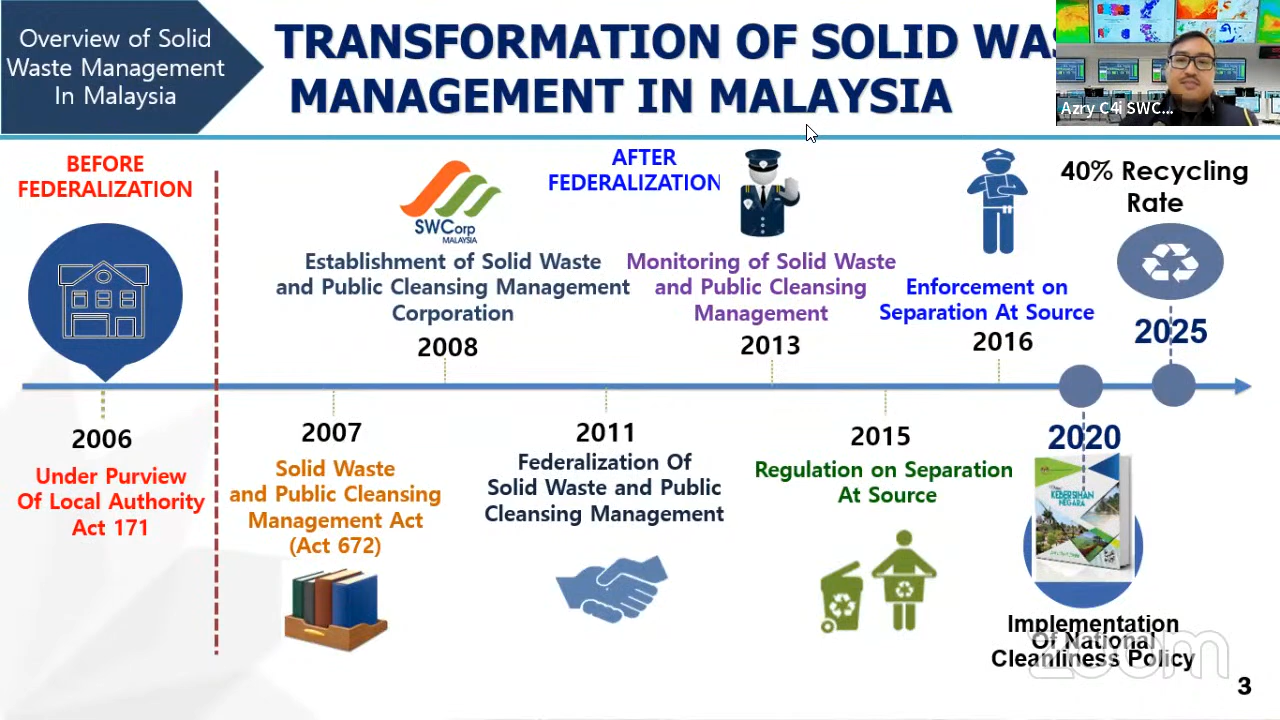 Overview of Solid
Waste Management
In Malaysia
TRANSFORMATION OF SOLID WAS
MANAGEMENT IN MALAYSIA
Azry C4i SWC...
BEFORE
FEDERALIZATION
AFTER
FEDERALIZATION
SWCorp
MALAYSIA
Establishment of Solid Waste
and Public Cleansing Management
Corporation
2008
Monitoring of Solid Waste
and Public Cleansing
Management
2013
Enforcement on
Separation At Source
2016
40% Recycling
Rate
2025
2006
Under Purview
Of Local Authority
Act 171
2007
Solid Waste
and Public Cleansing
Management Act
(Act 672)
2011
Federalization Of
Solid Waste and Public
Cleansing Management
2015
Regulation on Separation
At Source
2020
KEBERSIHAN
NEGARA
Implementation
Of National
Cleanliness Policy
zoom
3